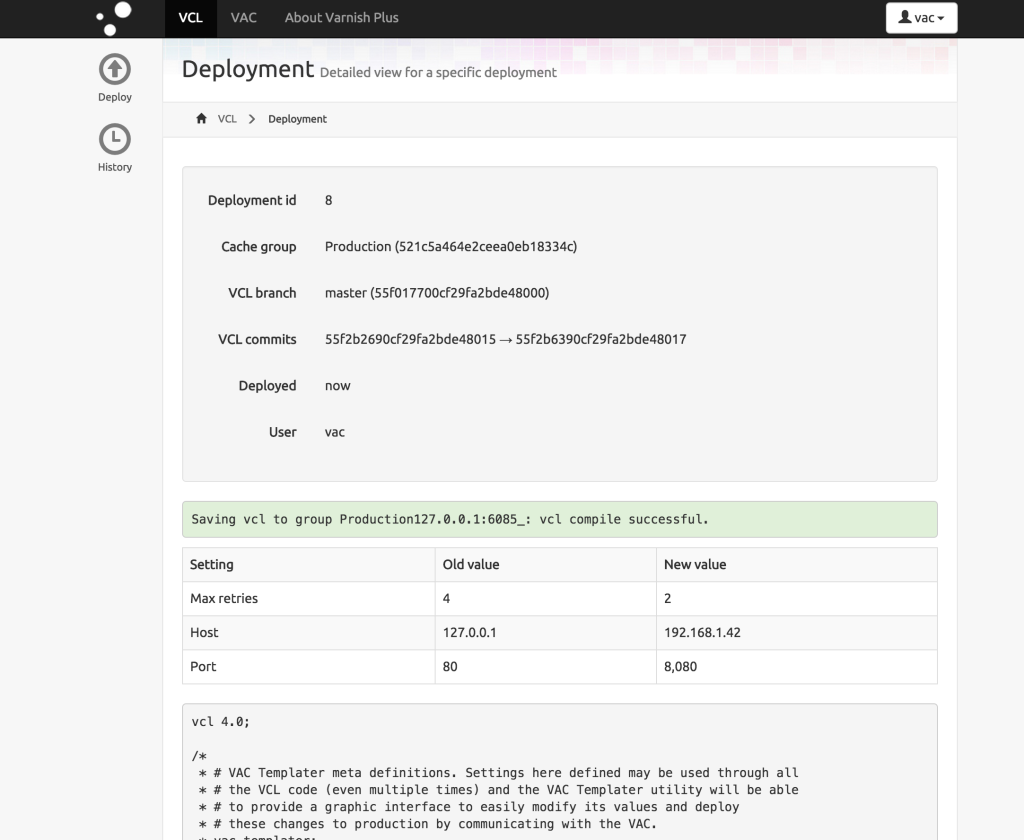 VCL VAC About Varnish Plus vac
Deploy
History
Deployment Detailed view for a specific deployment
VCL Deployment
Deployment id 8
Cache group Production (521c5a464e2ceea0eb18334c)
VCL branch master (55f017700cf29fa2bde48000)
VCL commits 55f2b2690cf29fa2bde48015 → 55f2b6390cf29fa2bde48017
Deployed now
User vac
Saving vcl to group Production127.0.0.1:6085_: vcl compile successful.
Setting Old value New value
Max retries 4 2
Host 127.0.0.1 192.168.1.42
Port 80 8,080
vcl 4.0;
/*
* # VAC Templater meta definitions. Settings here defined may be used through all
* # the VCL code (even multiple times) and the VAC Templater utility will be able
* # to provide a graphic interface to easily modify its values and deploy
* # these changes to production by communicating with the VAC.
* vac_templater: